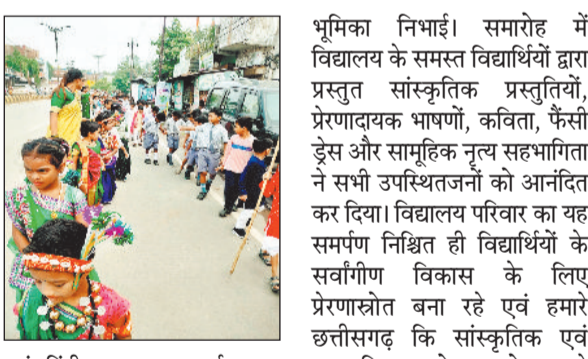 भूमिका निभाई। समारोह में
विद्यालय के समस्त विद्यार्थियों द्वारा
प्रस्तुत सांस्कृतिक प्रस्तुतियों,
प्रेरणादायक भाषणों, कविता, फैंसी
ड्रेस और सामूहिक नृत्य सहभागिता
ने सभी उपस्थितजनों को आनंदित
कर दिया। विद्यालय परिवार का यह
समर्पण निश्चित ही विद्यार्थियों के
सर्वांगीण विकास के लिए
प्रेरणास्त्रोत बना रहे एवं हमारे
छत्तीसगढ़ कि सांस्कृतिक एवं